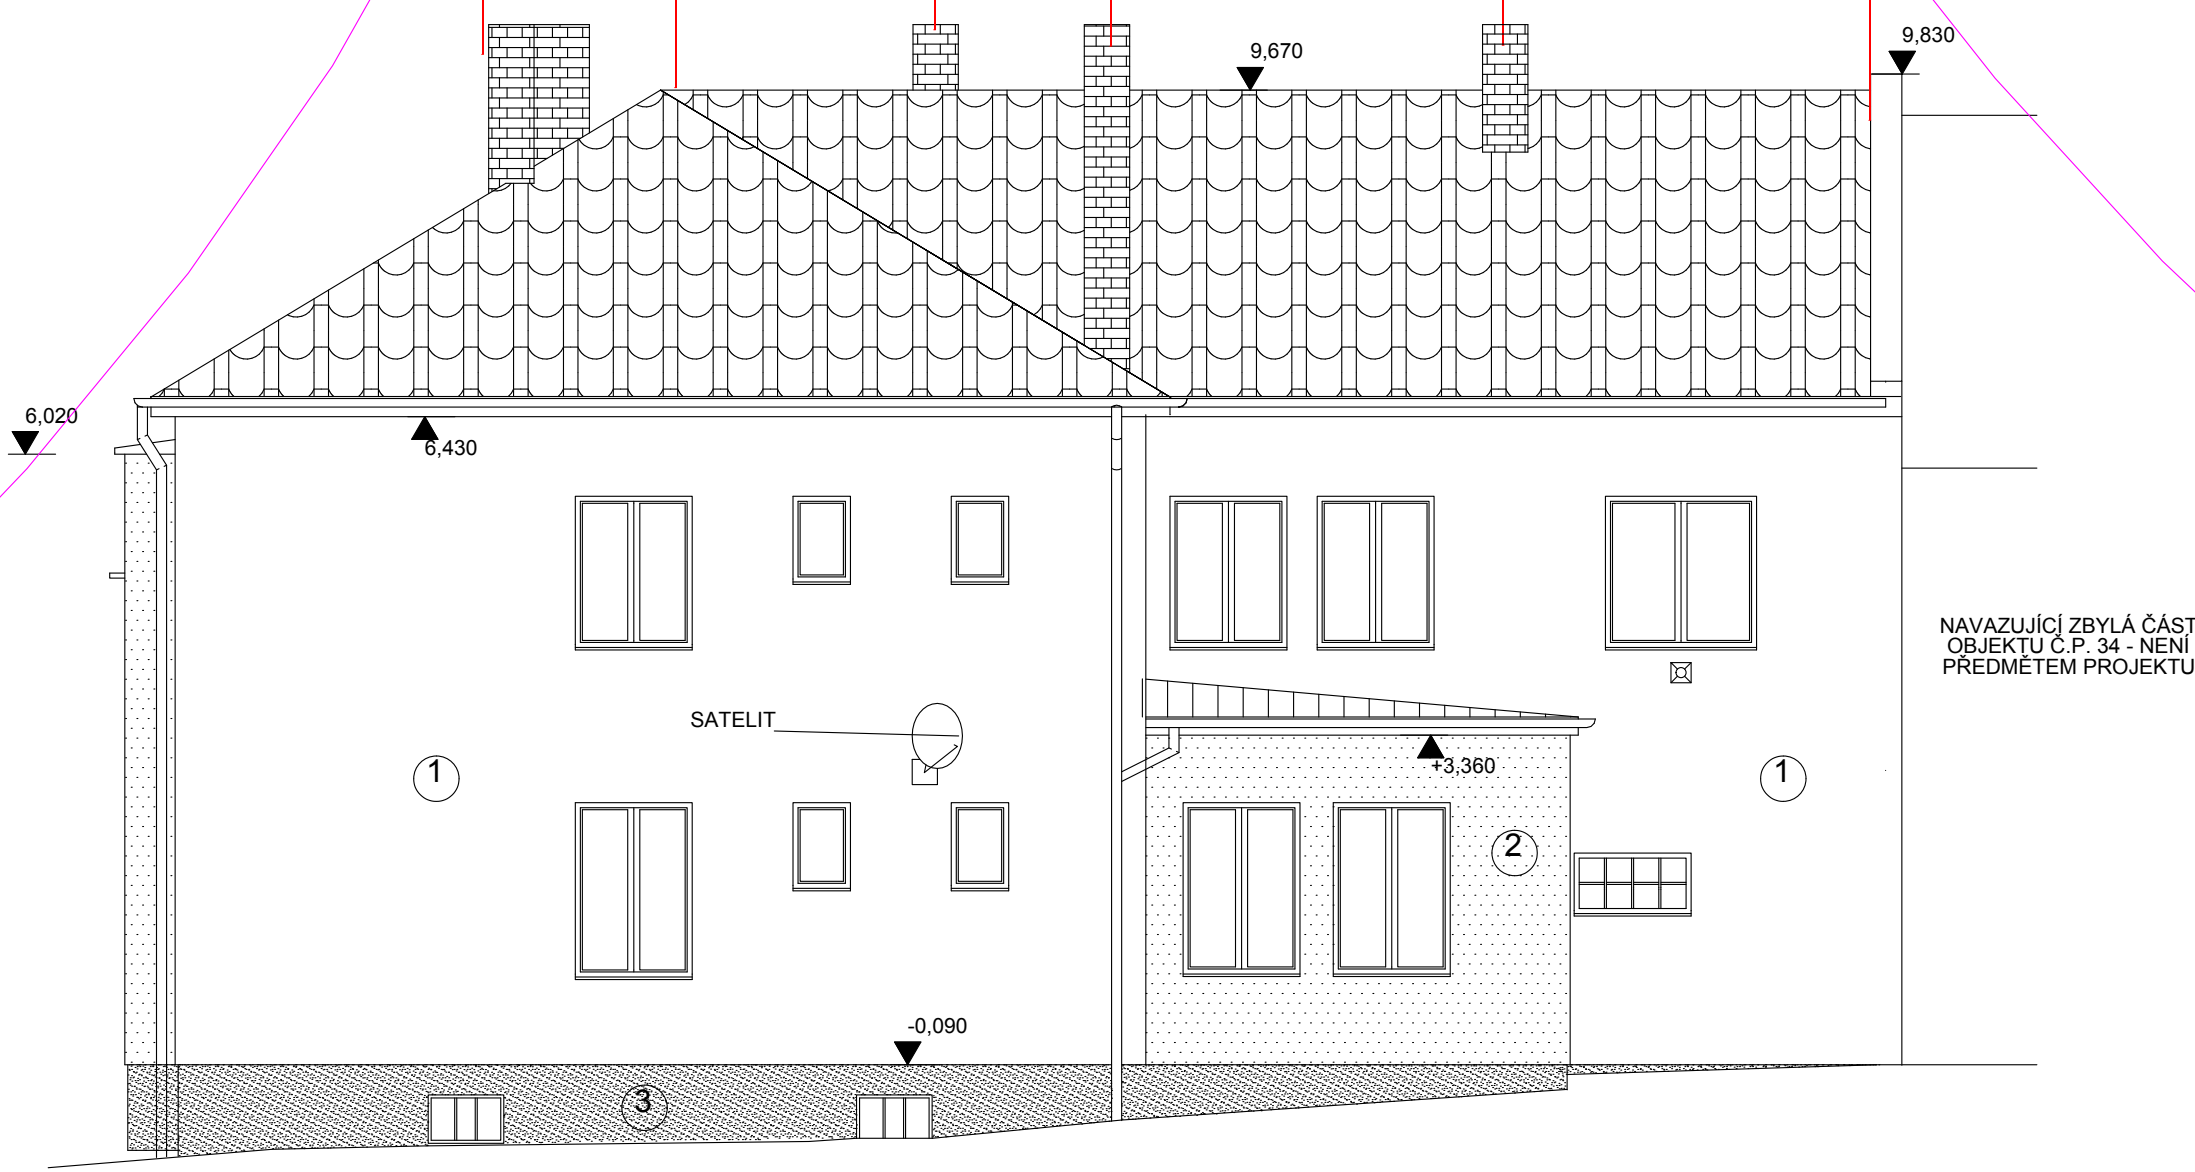 9,830
9,670
6,020
6,430
NAVAZUJÍCÍ ZBYLÁ ČÁST
OBJEKTU Č.P. 34 - NENÍ
PŘEDMĚTEM PROJEKTU
SATELIT
1
+3,360
1
2
-0,090
3